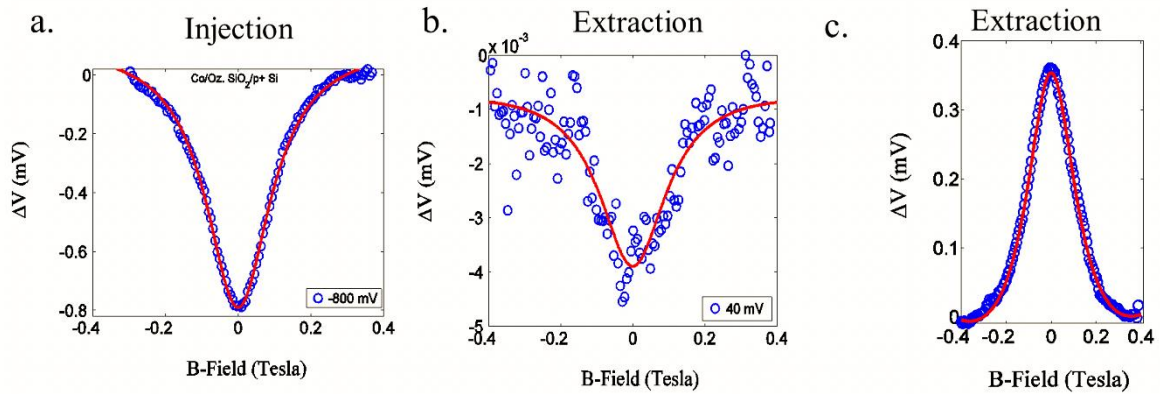 a.
Injection
ΔV (mV)
0
-0.2
-0.4
-0.6
-0.8
Co/Oz. SiO2/p+ Si
-800 mV
-0.4 -0.2 0 0.2 0.4
B-Field (Tesla)
b.
Extraction
x 10-3
ΔV (mV)
0
-1
-2
-3
-4
-5
40 mV
-0.4 -0.2 0 0.2 0.4
B-Field (Tesla)
c.
Extraction
ΔV (mV)
0.4
0.3
0.2
0.1
0
-0.4 -0.2 0 0.2 0.4
B-Field (Tesla)